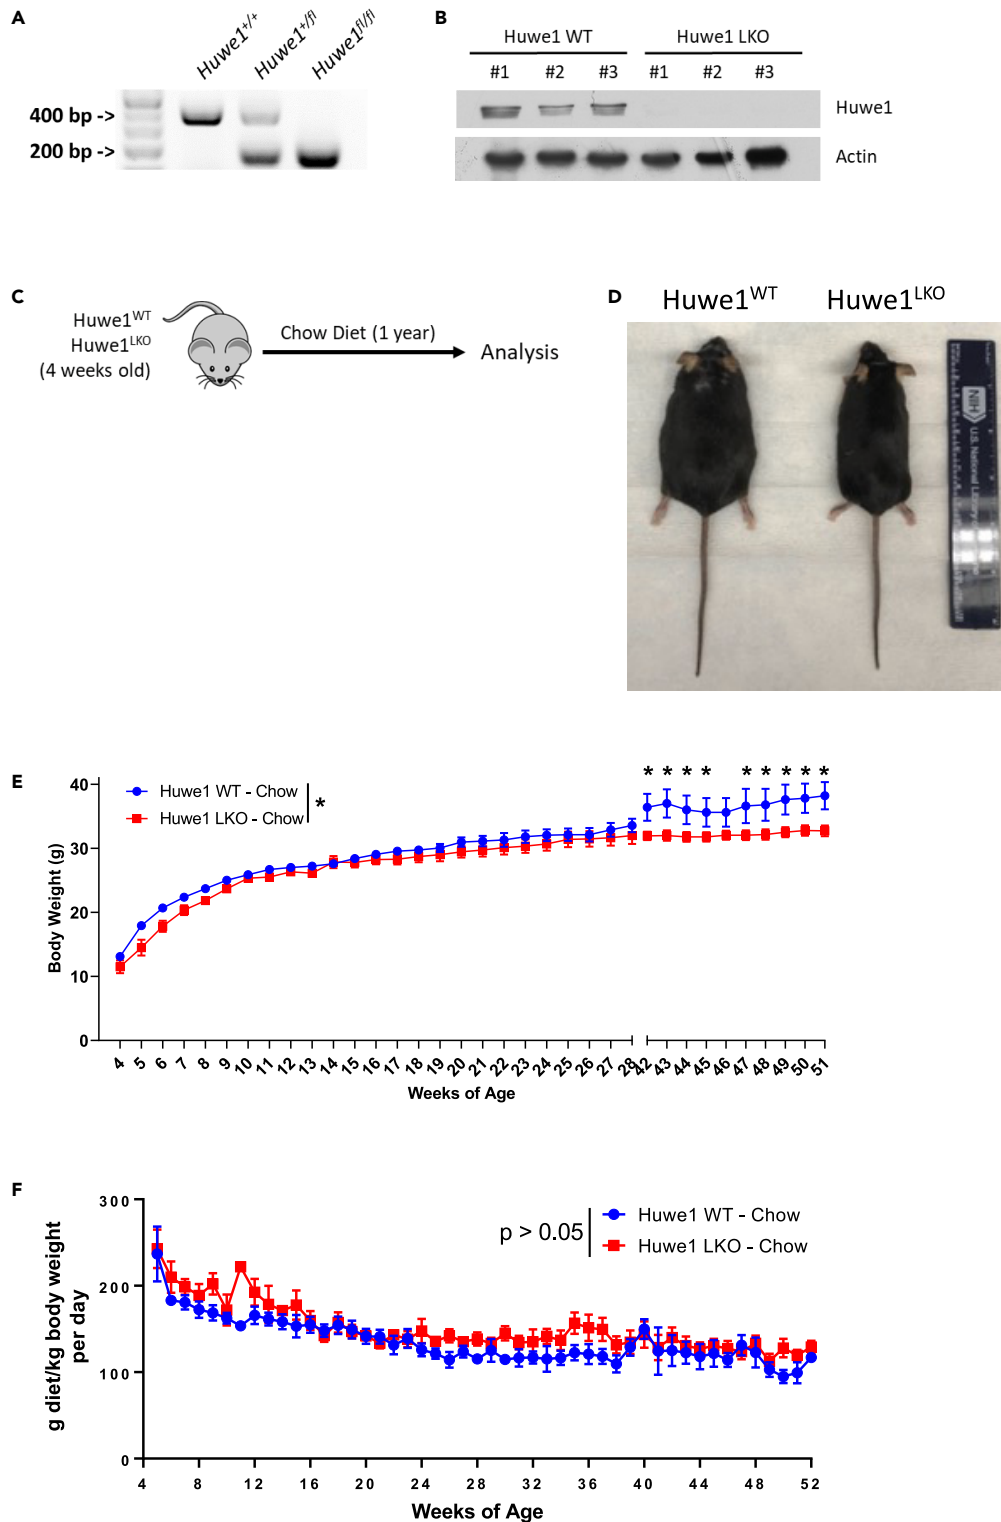 A
Huwe1+/+
Huwe1+/fl
Huwe1fl/fl
400 bp ->
200 bp ->
B
Huwe1 WT
Huwe1 LKO
#1 #2 #3 #1 #2 #3
Huwe1
Actin
C
Huwe1WT
Huwe1LKO
(4 weeks old)
Chow Diet (1 year)
Analysis
D
Huwe1WT
Huwe1LKO
NIH
U.S. National Library
E
Huwe1 WT - Chow
Huwe1 LKO - Chow
*
* * * * * * * * *
Body Weight (g)
40
30
20
10
0
4 5 6 7 8 9 10 11 12 13 14 15 16 17 18 19 20 21 22 23 24 25 26 27 28 42 43 44 45 46 47 48 49 50 51
Weeks of Age
F
p > 0.05
Huwe1 WT - Chow
Huwe1 LKO - Chow
g diet/kg body weight
per day
300
200
100
0
4 8 12 16 20 24 28 32 36 40 44 48 52
Weeks of Age